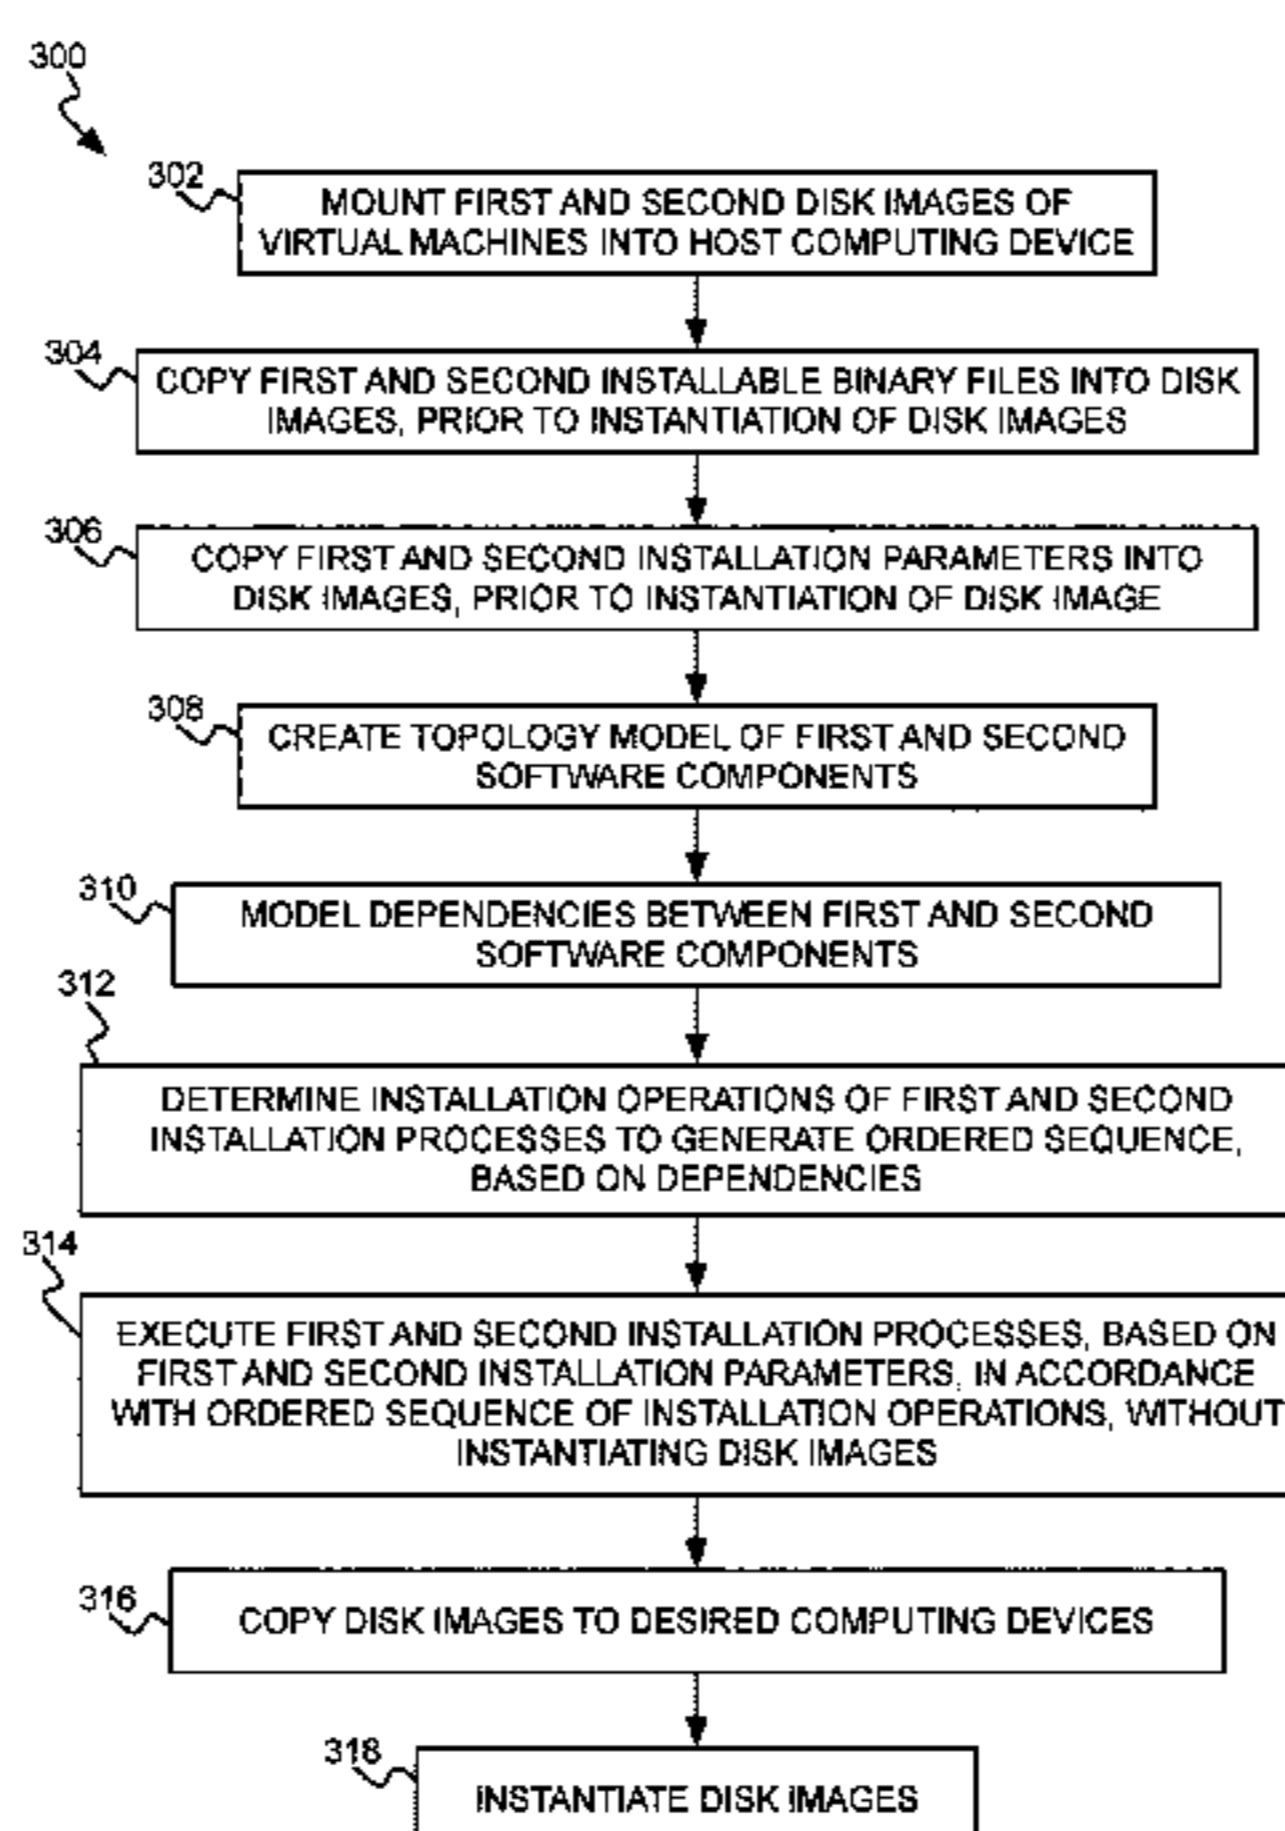 300
302
MOUNT FIRST AND SECOND DISK IMAGES OF
VIRTUAL MACHINES INTO HOST COMPUTING DEVICE
304
COPY FIRST AND SECOND INSTALLABLE BINARY FILES INTO DISK
IMAGES, PRIOR TO INSTANTIATION OF DISK IMAGES
306
COPY FIRST AND SECOND INSTALLATION PARAMETERS INTO
DISK IMAGES, PRIOR TO INSTANTIATION OF DISK IMAGE
308
CREATE TOPOLOGY MODEL OF FIRST AND SECOND
SOFTWARE COMPONENTS
310
MODEL DEPENDENCIES BETWEEN FIRST AND SECOND
SOFTWARE COMPONENTS
312
DETERMINE INSTALLATION OPERATIONS OF FIRST AND SECOND
INSTALLATION PROCESSES TO GENERATE ORDERED SEQUENCE,
BASED ON DEPENDENCIES
314
EXECUTE FIRST AND SECOND INSTALLATION PROCESSES, BASED ON
FIRST AND SECOND INSTALLATION PARAMETERS, IN ACCORDANCE
WITH ORDERED SEQUENCE OF INSTALLATION OPERATIONS, WITHOUT
INSTANTIATING DISK IMAGES
316
COPY DISK IMAGES TO DESIRED COMPUTING DEVICES
318
INSTANTIATE DISK IMAGES